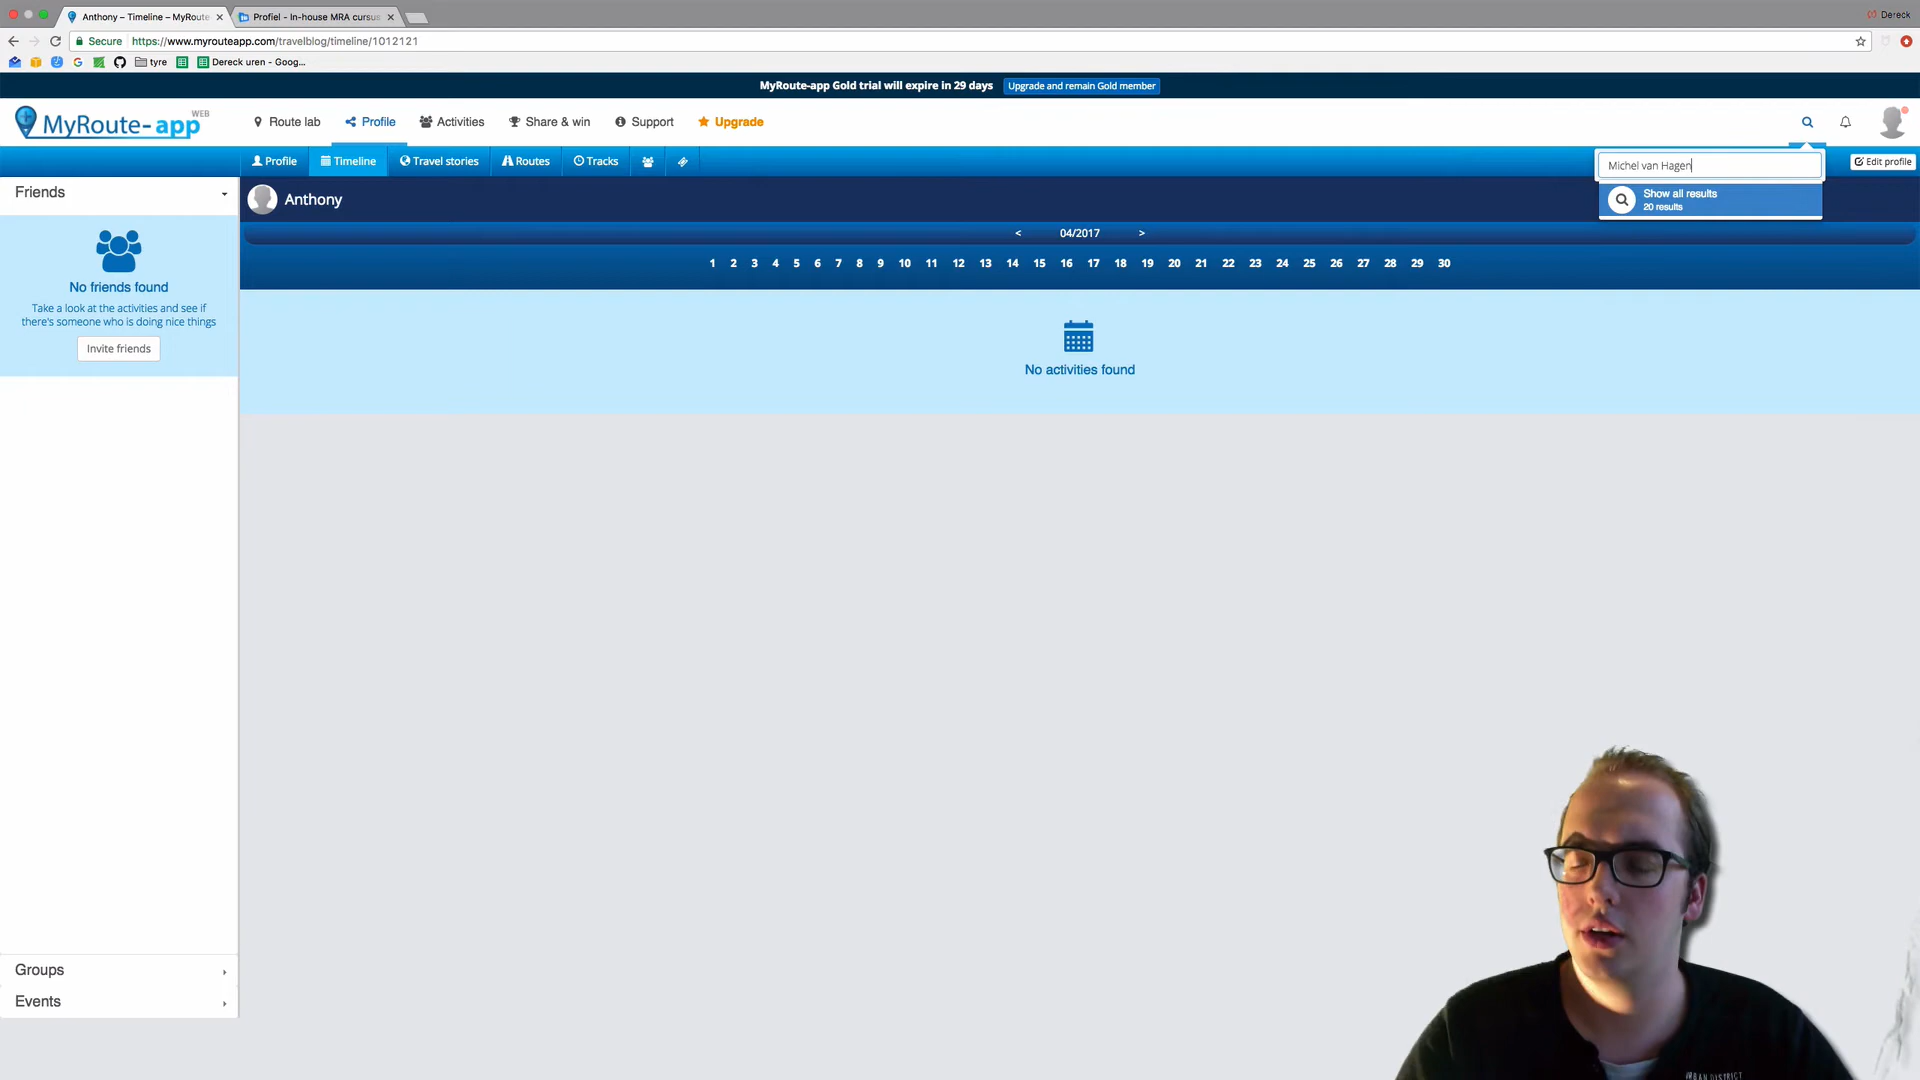 Anthony – Timeline – MyRoute
Profiel - In-house MRA cursus
Dereck
Secure
https://www.myrouteapp.com/travelblog/timeline/1012121
tyre
Dereck uren - Goog...
MyRoute-app Gold trial will expire in 29 days
Upgrade and remain Gold member
MyRoute-app WEB
Route lab
Profile
Activities
Share & win
Support
Upgrade
Profile
Timeline
Travel stories
Routes
Tracks
Michel van Hagen
Edit profile
Show all results
20 results
Friends
Anthony
< 04/2017 >
1 2 3 4 5 6 7 8 9 10 11 12 13 14 15 16 17 18 19 20 21 22 23 24 25 26 27 28 29 30
No friends found
Take a look at the activities and see if
there's someone who is doing nice things
Invite friends
No activities found
Groups
Events